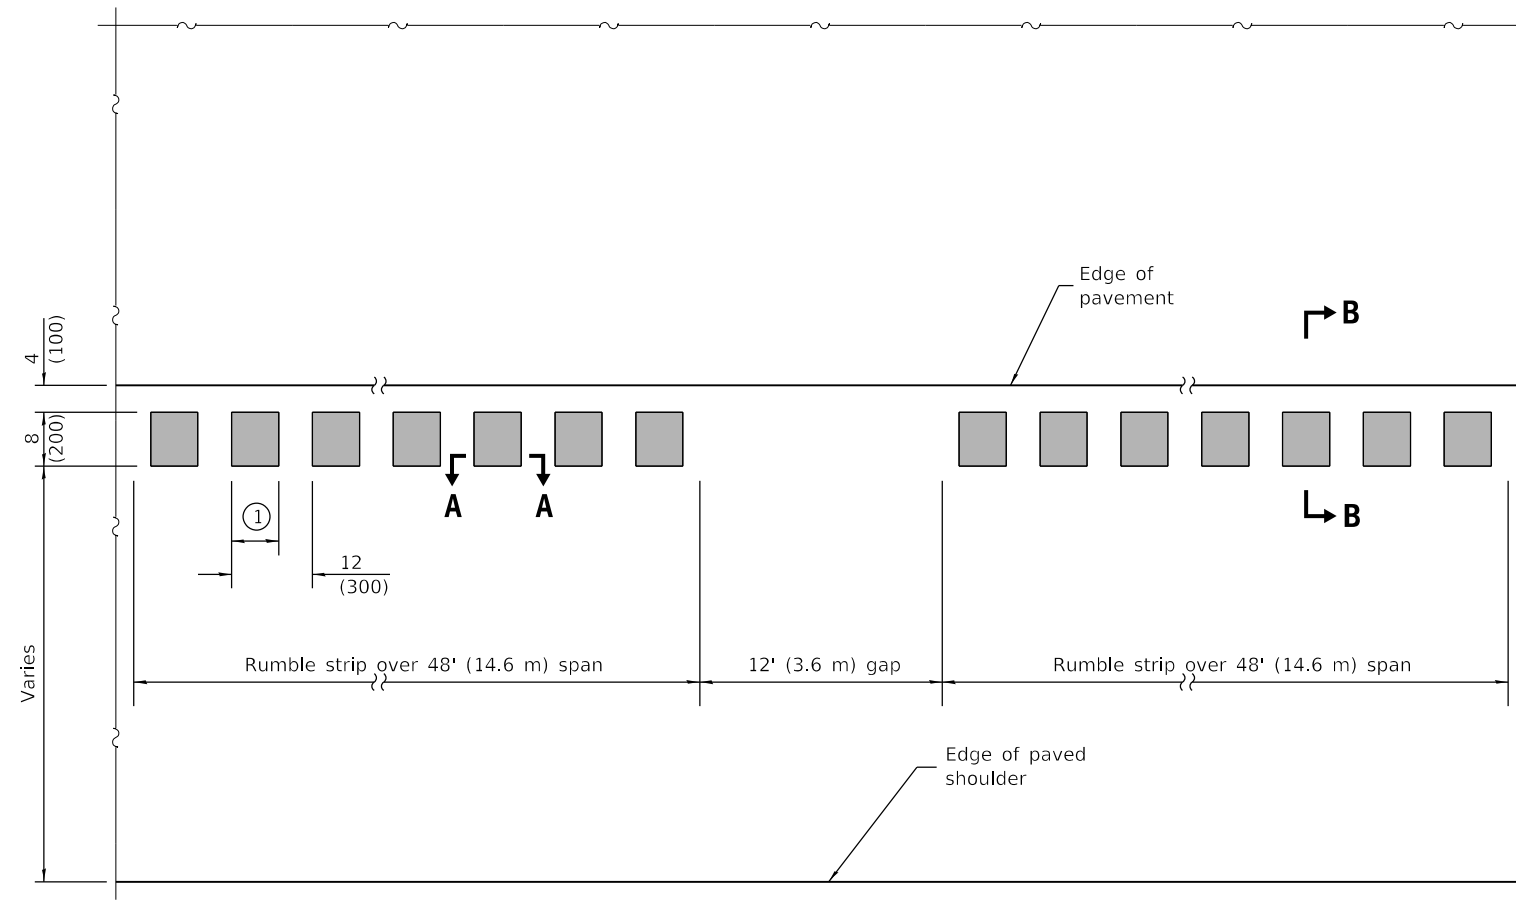 Edge of
pavement
B
4
(100)
8
(200)
A
A
B
1
12
(300)
Varies
Rumble strip over 48' (14.6 m) span
12' (3.6 m) gap
Rumble strip over 48' (14.6 m) span
Edge of paved
shoulder